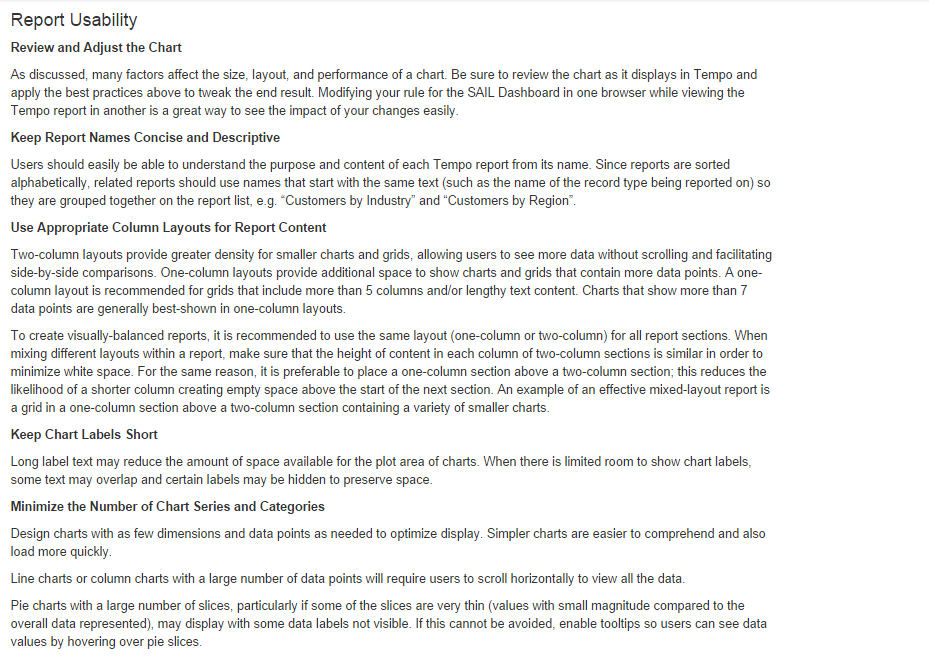 Report Usability
Review and Adjust the Chart
As discussed, many factors affect the size, layout, and performance of a chart. Be sure to review the chart as it displays in Tempo and
apply the best practices above to tweak the end result. Modifying your rule for the SAIL Dashboard in one browser while viewing the
Tempo report in another is a great way to see the impact of your changes easily.
Keep Report Names Concise and Descriptive
Users should easily be able to understand the purpose and content of each Tempo report from its name. Since reports are sorted
alphabetically, related reports should use names that start with the same text (such as the name of the record type being reported on) so
they are grouped together on the report list, e.g. “Customers by Industry” and “Customers by Region”.
Use Appropriate Column Layouts for Report Content
Two-column layouts provide greater density for smaller charts and grids, allowing users to see more data without scrolling and facilitating
side-by-side comparisons. One-column layouts provide additional space to show charts and grids that contain more data points. A one-
column layout is recommended for grids that include more than 5 columns and/or lengthy text content. Charts that show more than 7
data points are generally best-shown in one-column layouts.
To create visually-balanced reports, it is recommended to use the same layout (one-column or two-column) for all report sections. When
mixing different layouts within a report, make sure that the height of content in each column of two-column sections is similar in order to
minimize white space. For the same reason, it is preferable to place a one-column section above a two-column section; this reduces the
likelihood of a shorter column creating empty space above the start of the next section. An example of an effective mixed-layout report is
a grid in a one-column section above a two-column section containing a variety of smaller charts.
Keep Chart Labels Short
Long label text may reduce the amount of space available for the plot area of charts. When there is limited room to show chart labels,
some text may overlap and certain labels may be hidden to preserve space.
Minimize the Number of Chart Series and Categories
Design charts with as few dimensions and data points as needed to optimize display. Simpler charts are easier to comprehend and also
load more quickly.
Line charts or column charts with a large number of data points will require users to scroll horizontally to view all the data.
Pie charts with a large number of slices, particularly if some of the slices are very thin (values with small magnitude compared to the
overall data represented), may display with some data labels not visible. If this cannot be avoided, enable tooltips so users can see data
values by hovering over pie slices.